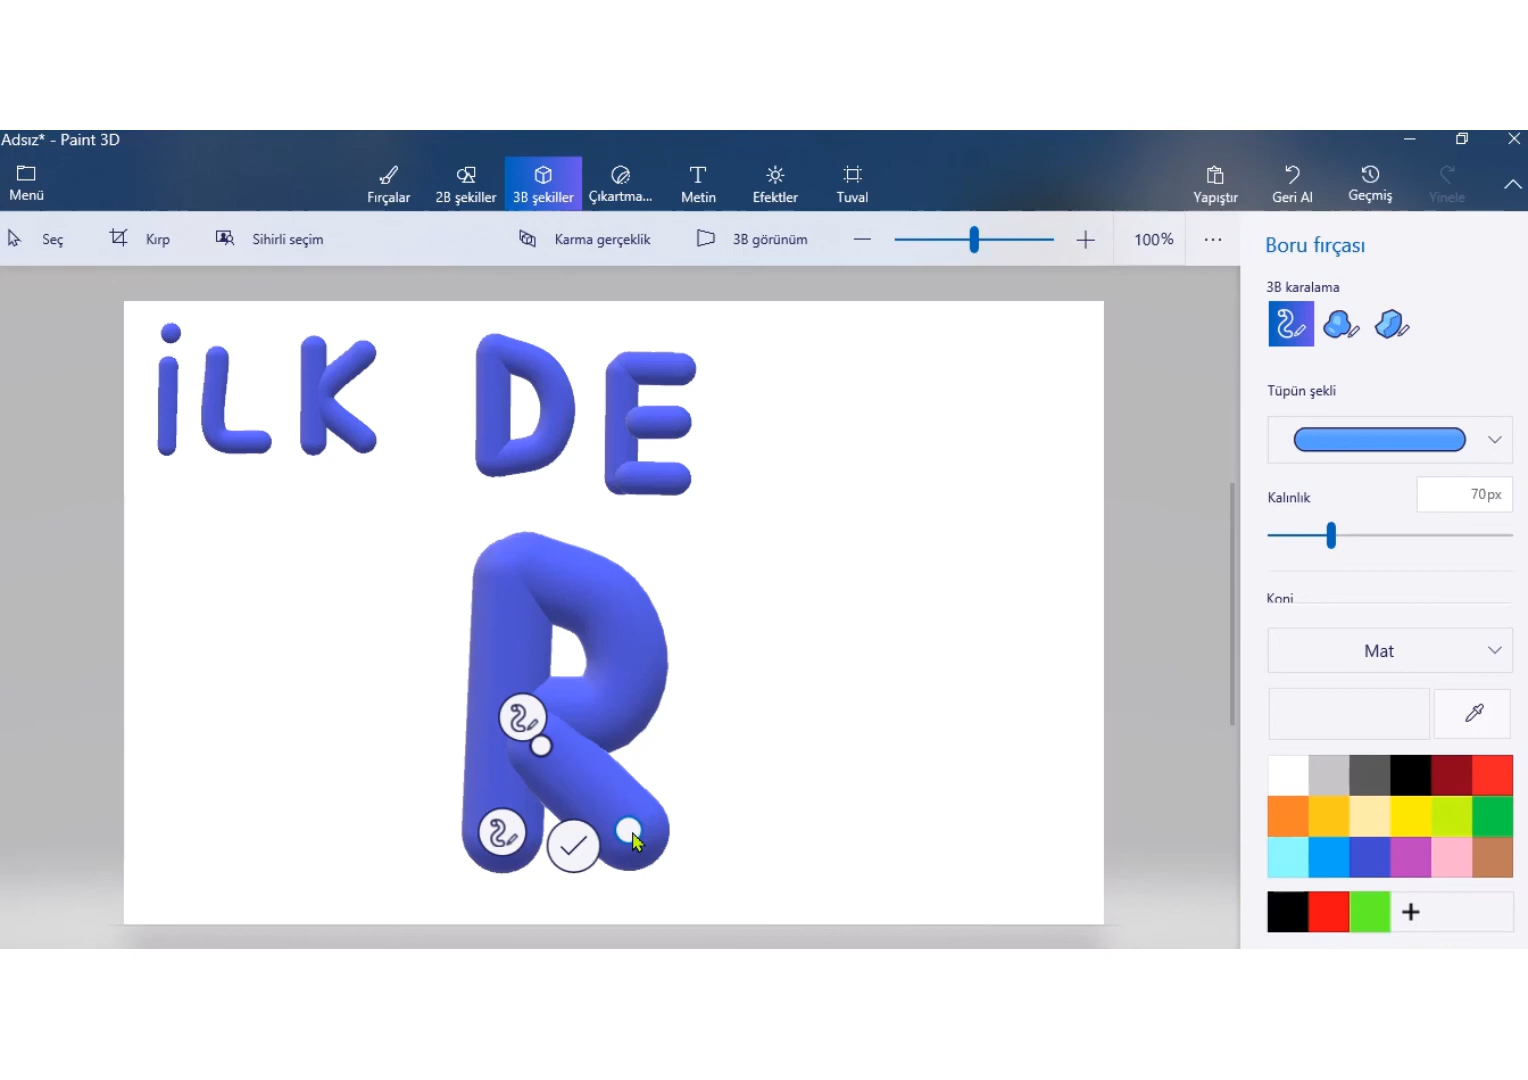 Adsız* - Paint 3D
Menü
Fırçalar
2B şekiller
3B şekiller
Çıkartma...
Metin
Efektler
Tuval
Yapıştır
Geri Al
Geçmiş
Yinele
Seç
Kırp
Sihirli seçim
Karma gerçeklik
3B görünüm
100%
Boru fırçası
3B karalama
Tüpün şekli
Kalınlık
70px
Koni
Mat
İLK DE
R